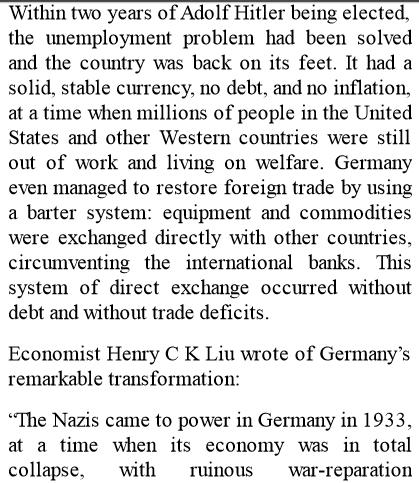 Within two years of Adolf Hitler being elected,
the unemployment problem had been solved
and the country was back on its feet. It had a
solid, stable currency, no debt, and no inflation,
at a time when millions of people in the United
States and other Western countries were still
out of work and living on welfare. Germany
even managed to restore foreign trade by using
a barter system: equipment and commodities
were exchanged directly with other countries,
circumventing the international banks. This
system of direct exchange occurred without
debt and without trade deficits.
Economist Henry C K Liu wrote of Germany’s
remarkable transformation:
“The Nazis came to power in Germany in 1933,
at a time when its economy was in total
collapse, with ruinous war-reparation